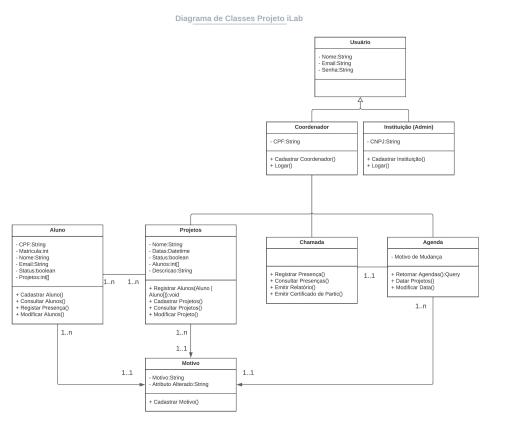 Diagrama de Classes Projeto iLab
Usuário
- Nome:String
- Email:String
- Senha:String
Coordenador
- CPF:String
+ Cadastrar Coordenador()
+ Logar()
Instituição (Admin)
- CNPJ:String
+ Cadastrar Instituição()
+ Logar()
Aluno
- CPF:String
- Matricula:int
- Nome:String
- Email:String
- Status:boolean
- Projetos:int[]
+ Cadastrar Aluno()
+ Consultar Alunos()
+ Registar Presença()
+ Modificar Alunos()
1..n
1..n
Projetos
- Nome:String
- Datas:Datetime
- Status:boolean
- Alunos:int[]
- Descricao:String
+ Registrar Alunos(Aluno |
Aluno[]):void
+ Cadastrar Projetos()
+ Consultar Projetos()
+ Modificar Projeto()
Chamada
+ Registrar Presença()
+ Consultar Presenças()
+ Emitir Relatório()
+ Emitir Certificado de Partic()
1..1
Agenda
- Motivo de Mudança
+ Retornar Agendas():Query
+ Datar Projetos()
+ Modificar Data()
1..n
1..n
1..n
1..1
1..1
1..1
Motivo
- Motivo:String
- Atributo Alterado:String
+ Cadastrar Motivo()